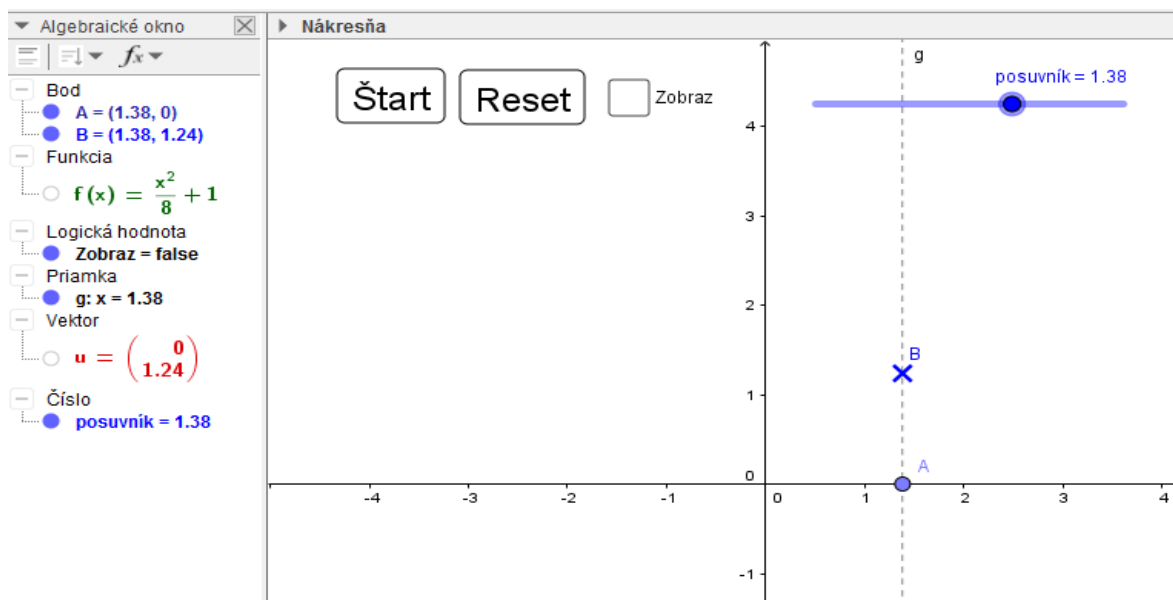 Algebraické okno
fx
Bod
A = (1.38, 0)
B = (1.38, 1.24)
Funkcia
f(x) = x²/8 + 1
Logická hodnota
Zobraz = false
Priamka
g: x = 1.38
Vektor
u = (0
1.24)
Číslo
posuvník = 1.38
Nákresňa
Štart Reset Zobraz
g
posuvník = 1.38
4
3
2
B
1
A
0
-4 -3 -2 -1 0 1 2 3 4
-1